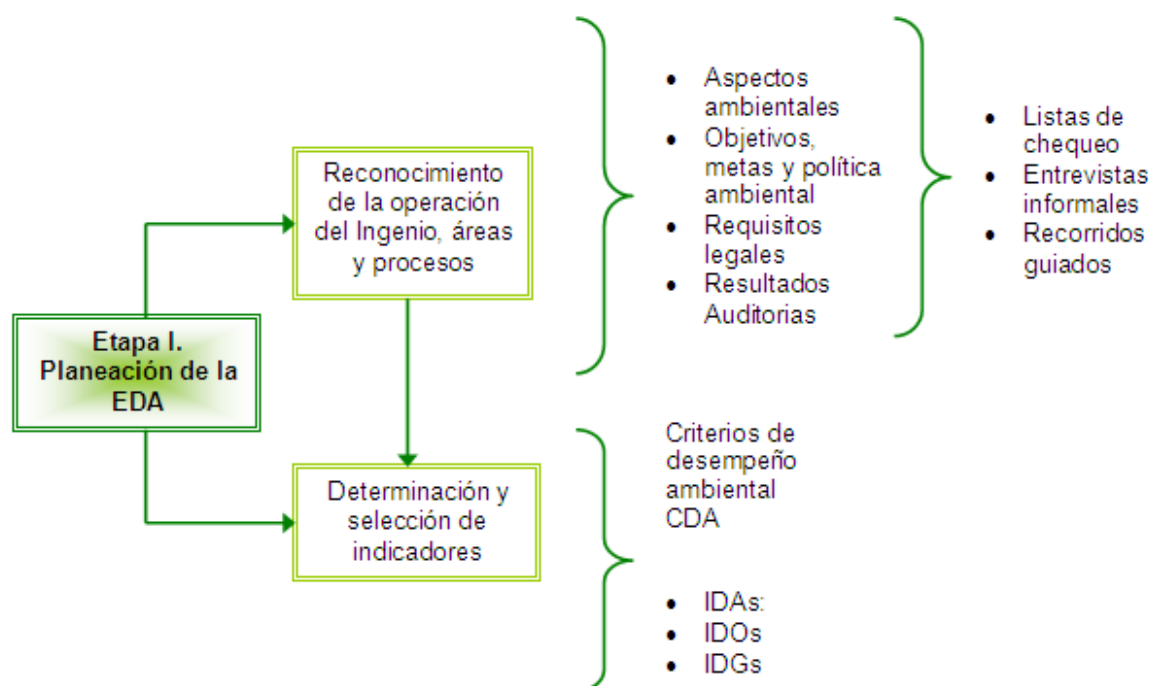 Etapa I.
Planeación de la
EDA
Reconocimiento
de la operación
del Ingenio, áreas
y procesos
• Aspectos
ambientales
• Objetivos,
metas y política
ambiental
• Requisitos
legales
• Resultados
Auditorias
• Listas de
chequeo
• Entrevistas
informales
• Recorridos
guiados
Determinación y
selección de
indicadores
Criterios de
desempeño
ambiental
CDA
• IDAs:
• IDOs
• IDGs